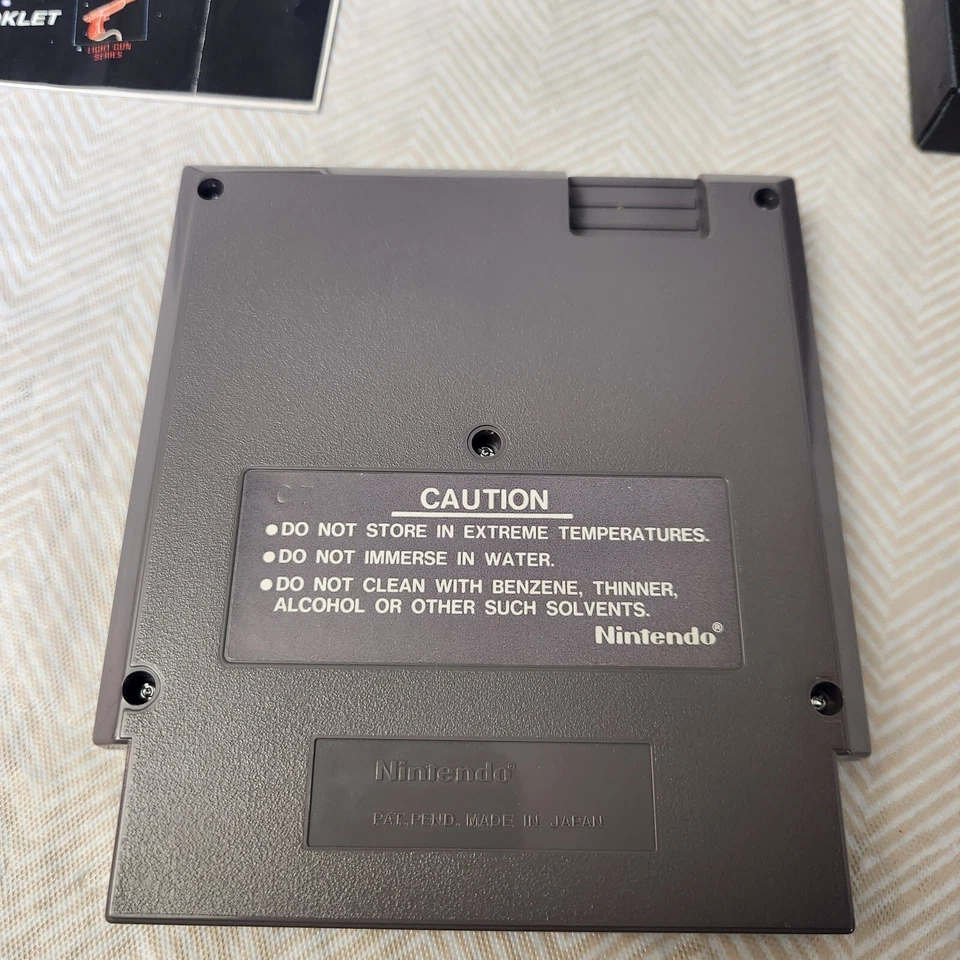 OKLET
LIGHT GUN
SERIES
CAUTION
●DO NOT STORE IN EXTREME TEMPERATURES.
●DO NOT IMMERSE IN WATER.
●DO NOT CLEAN WITH BENZENE, THINNER,
ALCOHOL OR OTHER SUCH SOLVENTS.
Nintendo®
Nintendo®
PAT. PEND. MADE IN JAPAN